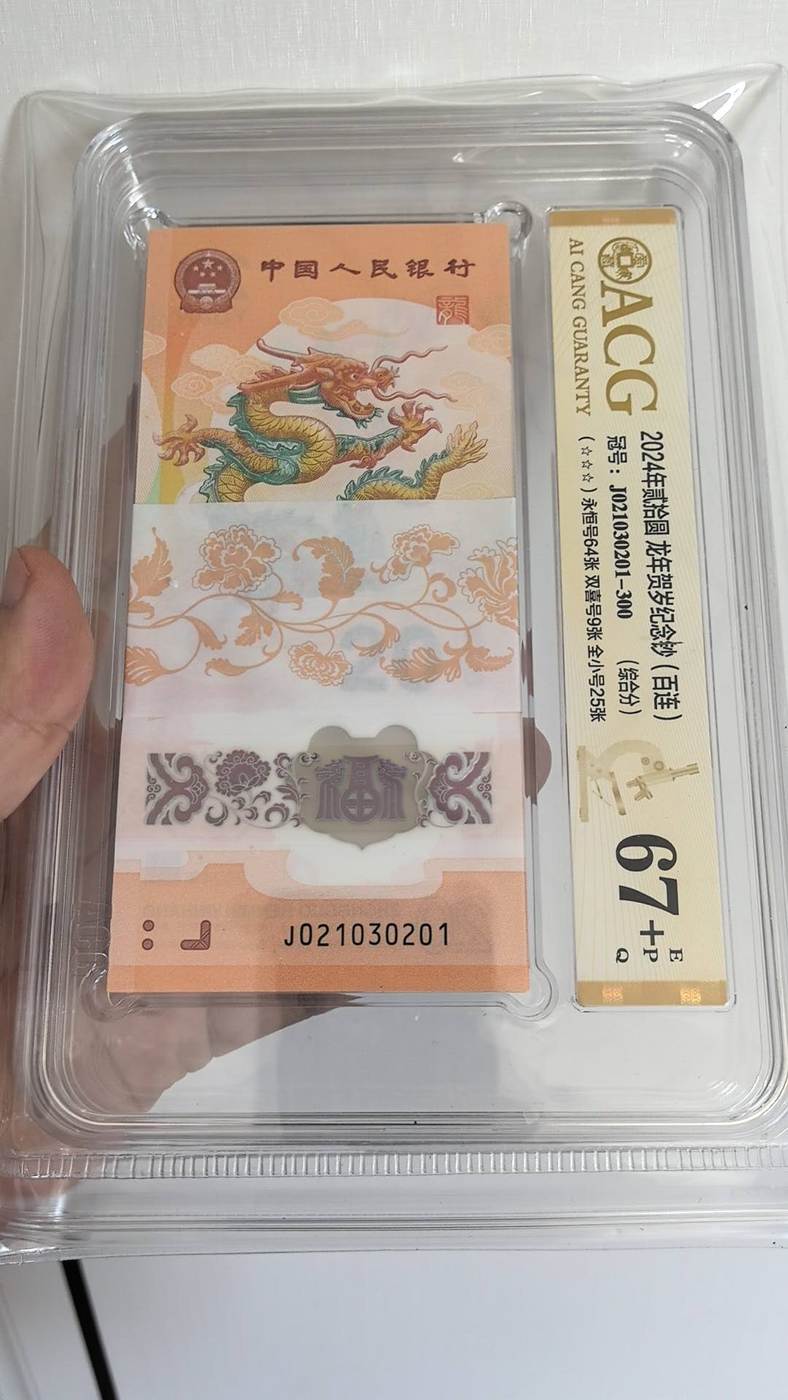 中国人民银行
龍
福
J021030201
ACG
AI CANG GUARANTY
2024年贰拾圆 龙年贺岁纪念钞（百连）
冠号：J021030201-300 （综合分）
（☆☆☆）永恒号64张 双喜号9张 全小号25张
67+
E
P
Q